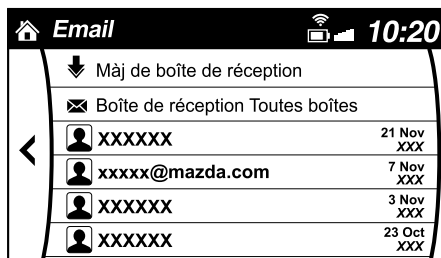 Email 10:20
Màj de boîte de réception
Boîte de réception Toutes boîtes
XXXXXX 21 Nov
XXX
xxxxx@mazda.com 7 Nov
XXX
XXXXXX 3 Nov
XXX
XXXXXX 23 Oct
XXX